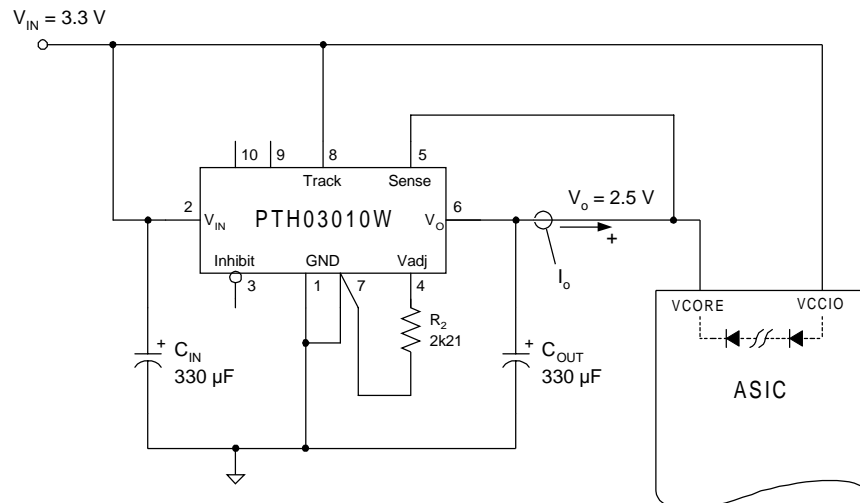 V_IN = 3.3 V
10 9 8 5
Track Sense
2 V_IN PTH03010W V_O 6
V_o = 2.5 V
+
I_o
Inhibit GND Vadj
3 1 7 4
R_2
2k21
+ C_IN
330 µF
+ C_OUT
330 µF
VCORE VCCIO
ASIC